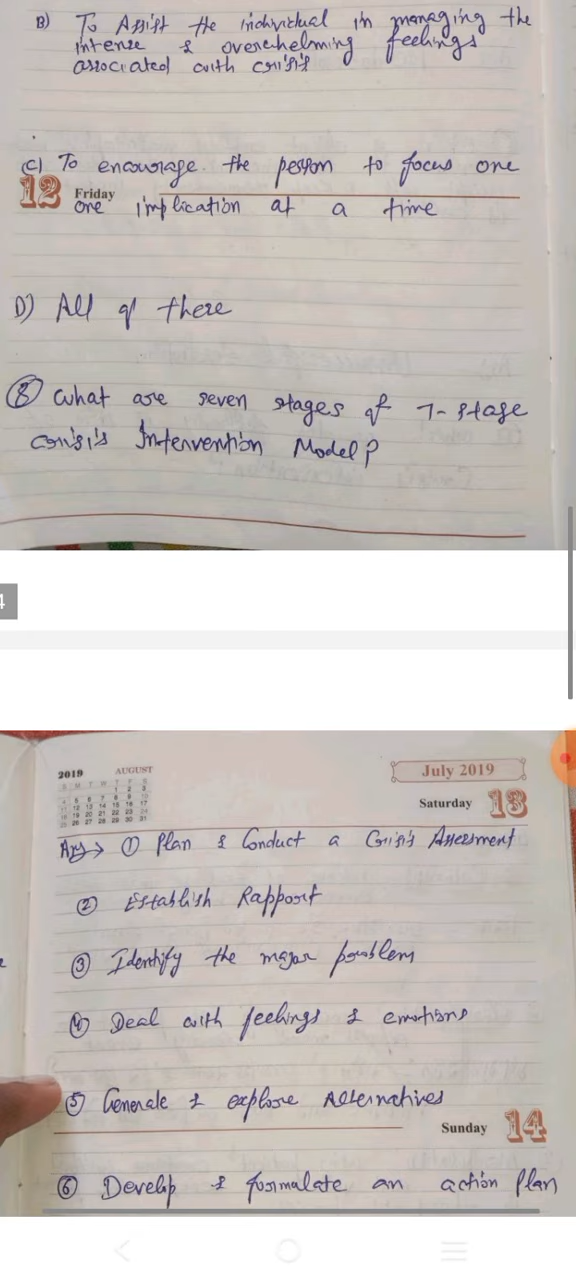 B) To Assist the individual in managing the
intense & overwhelming feelings
associated with crisis
C) To encourage the person to focus one
12 Friday
one implication at a time
D) All of there
8 What are seven stages of 7-stage
Crisis Intervention Model?
4
2019 AUGUST
July 2019
Saturday 13
Ans → ① Plan & Conduct a Crisis Assessment
② Establish Rapport
③ Identify the major problem
④ Deal with feelings & emotions
⑤ Generate & explore Alternatives
Sunday 14
⑥ Develop & formalate an action plan